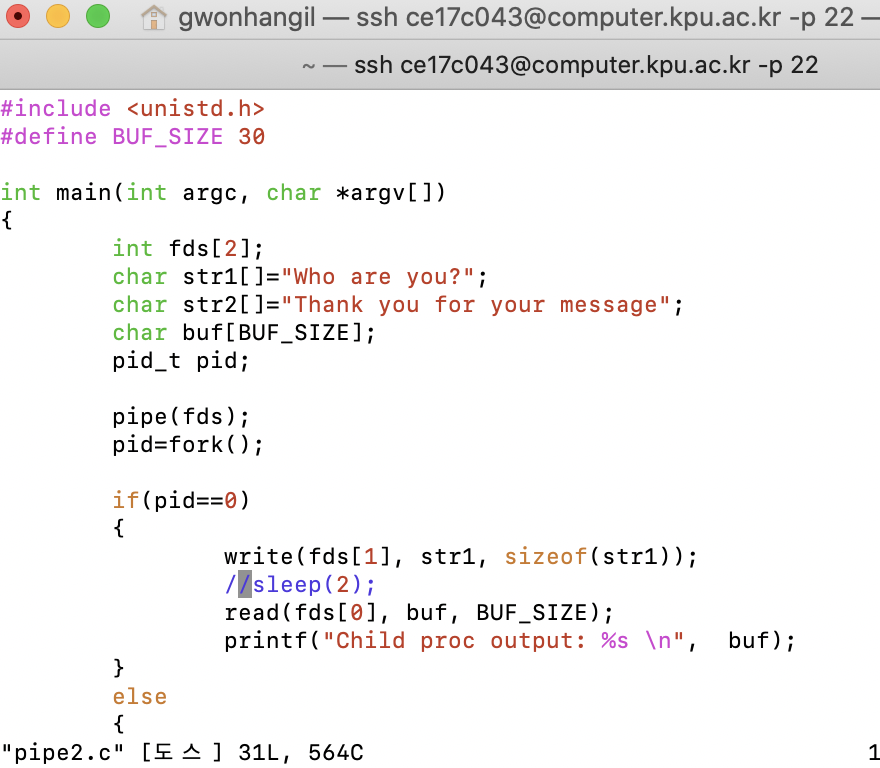 gwonhangil — ssh ce17c043@computer.kpu.ac.kr -p 22 —
~ — ssh ce17c043@computer.kpu.ac.kr -p 22
#include <unistd.h>
#define BUF_SIZE 30
int main(int argc, char *argv[])
{
int fds[2];
char str1[]="Who are you?";
char str2[]="Thank you for your message";
char buf[BUF_SIZE];
pid_t pid;
pipe(fds);
pid=fork();
if(pid==0)
{
write(fds[1], str1, sizeof(str1));
//sleep(2);
read(fds[0], buf, BUF_SIZE);
printf("Child proc output: %s \n",  buf);
}
else
{
"pipe2.c" [도스] 31L, 564C 1